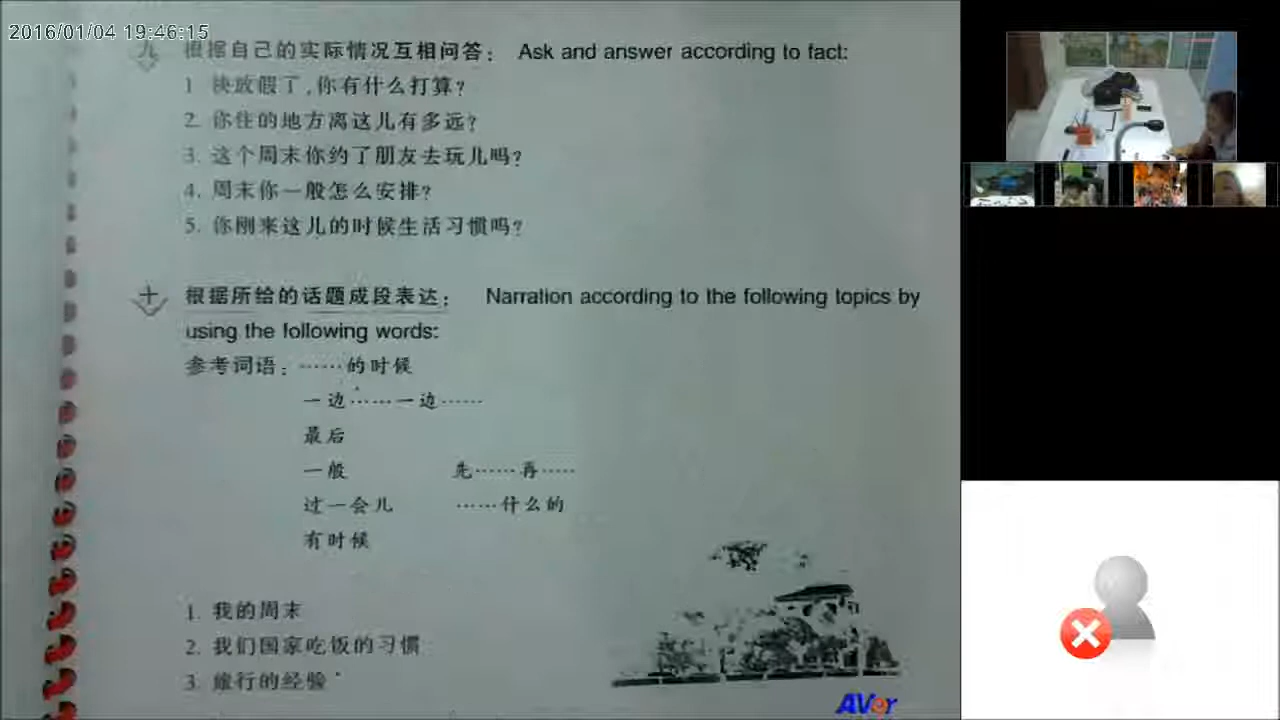 2016/01/04 19:46:15
九 根据自己的实际情况互相问答: Ask and answer according to fact:
1 快放假了,你有什么打算?
2. 你住的地方离这儿有多远?
3. 这个周末你约了朋友去玩儿吗?
4. 周末你一般怎么安排?
5. 你刚来这儿的时候生活习惯吗?
十 根据所给的话题成段表达: Narration according to the following topics by
using the following words:
参考词语: ……的时候
一边……一边……
最后
一般 先……再……
过一会儿 ……什么的
有时候
1. 我的周末
2. 我们国家吃饭的习惯
3. 旅行的经验
AVer